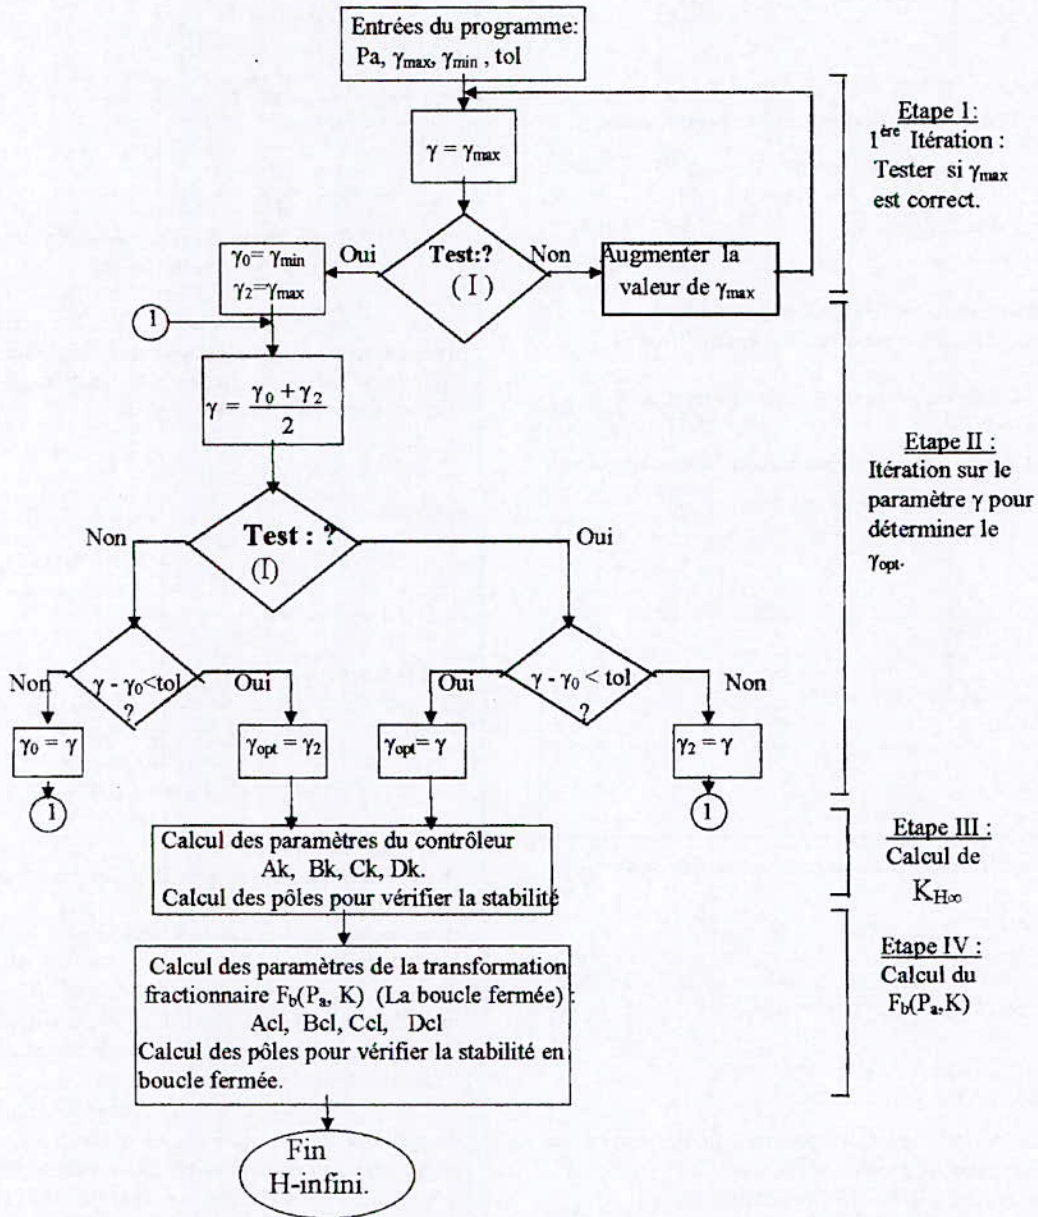 Entrées du programme:
Pa, γmax, γmin , tol
γ = γmax
Etape I:
1ère Itération :
Tester si γmax
est correct.
Test:?
( I )
Oui
Non
γ0= γmin
γ2=γmax
Augmenter la
valeur de γmax
1
γ = γ0 + γ2
2
Etape II :
Itération sur le
paramètre γ pour
déterminer le
γopt.
Test : ?
(I)
Non
Oui
γ - γ0<tol
?
Non
Oui
γ - γ0 < tol
?
Oui
Non
γ0 = γ
γopt = γ2
γopt= γ
γ2 = γ
1
1
Calcul des paramètres du contrôleur
Ak, Bk, Ck, Dk.
Calcul des pôles pour vérifier la stabilité
Etape III :
Calcul de
KH∞
Calcul des paramètres de la transformation
fractionnaire Fb(Pa, K) (La boucle fermée) :
Acl, Bcl, Ccl, Dcl
Calcul des pôles pour vérifier la stabilité en
boucle fermée.
Etape IV :
Calcul du
Fb(Pa,K)
Fin
H-infini.